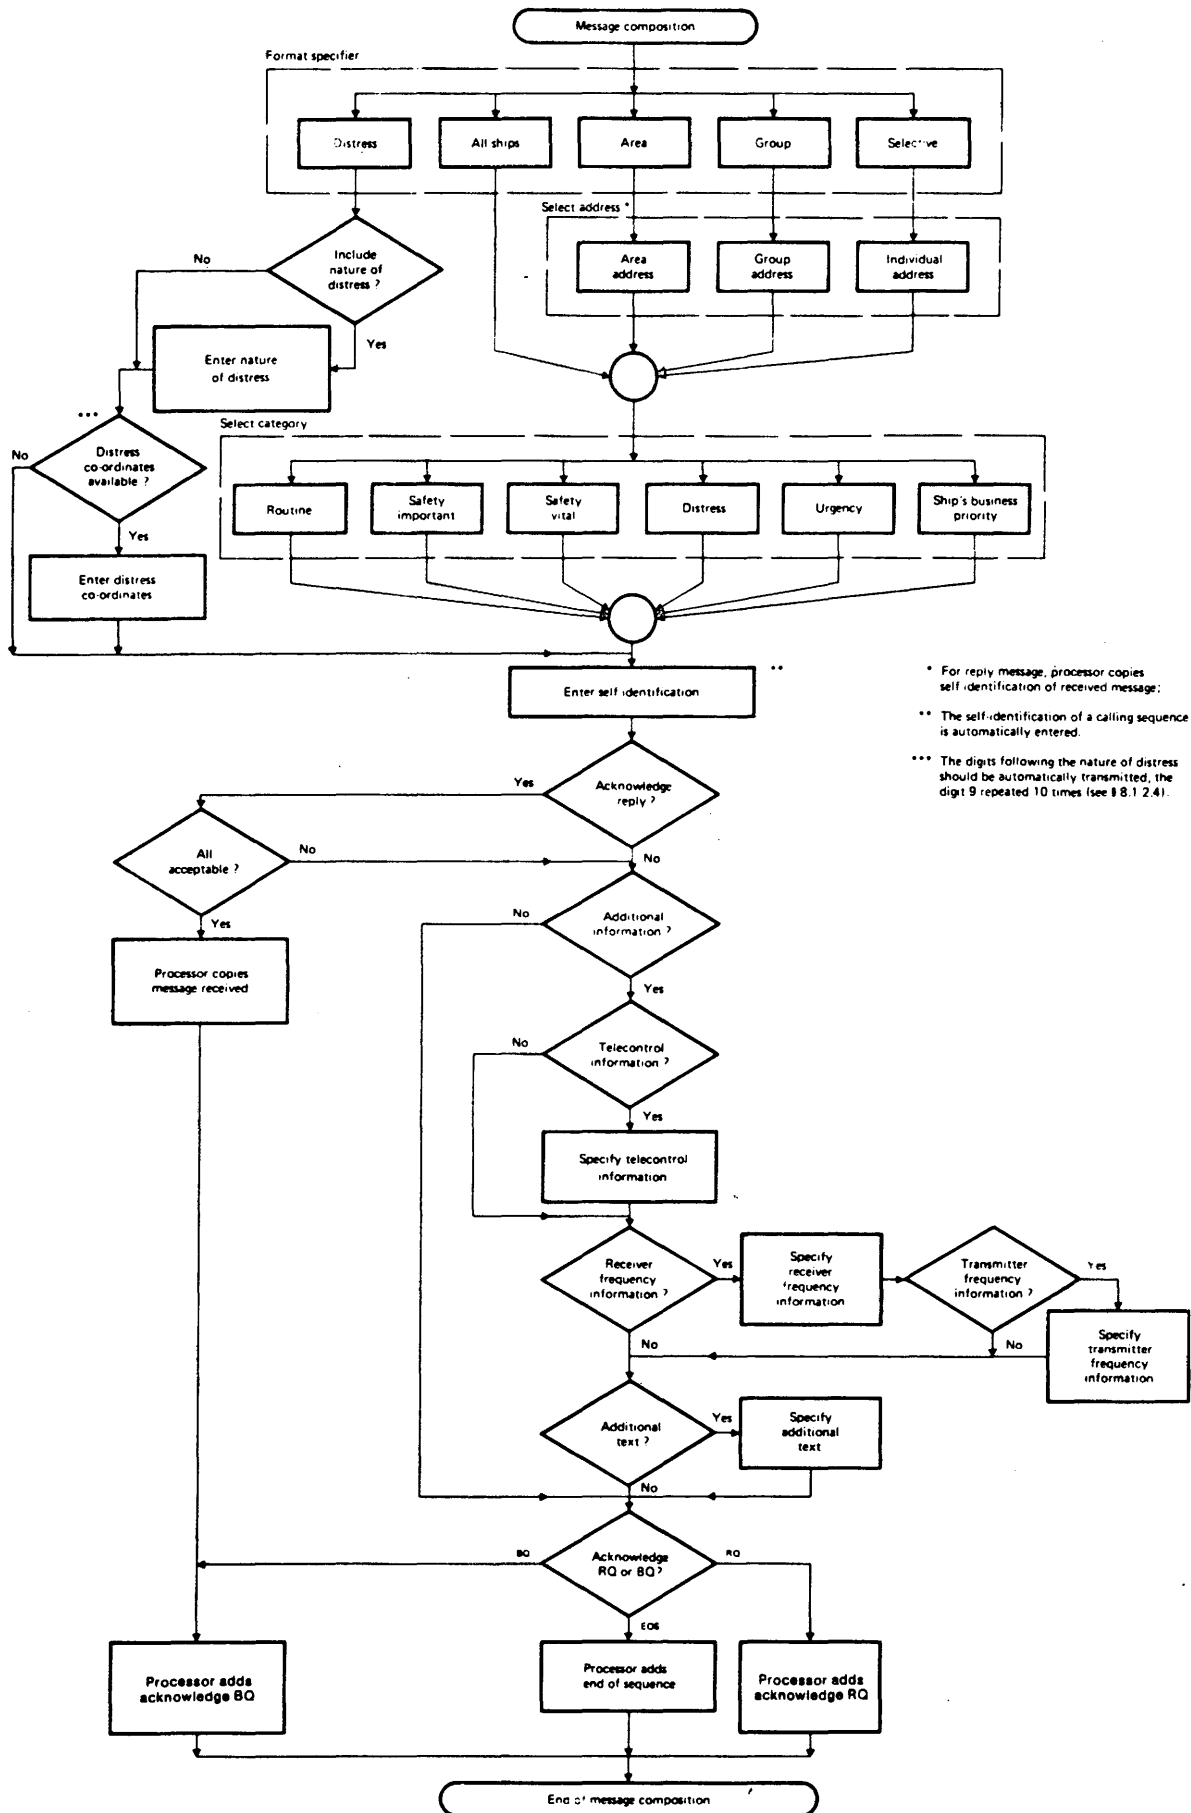 Message composition
Format specifier
Distress
All ships
Area
Group
Selective
Select address *
Area
address
Group
address
Individual
address
Include
nature of
distress ?
No
Yes
Enter nature
of distress
***
Distress
co-ordinates
available ?
No
Yes
Enter distress
co-ordinates
Select category
Routine
Safety
important
Safety
vital
Distress
Urgency
Ship's business
priority
Enter self identification
**
* For reply message, processor copies
self identification of received message;
** The self-identification of a calling sequence
is automatically entered.
*** The digits following the nature of distress
should be automatically transmitted, the
digit 9 repeated 10 times (see § 8.1.2.4).
Acknowledge
reply ?
Yes
No
All
acceptable ?
No
Yes
Processor copies
message received
Additional
information ?
No
Yes
Telecontrol
information ?
No
Yes
Specify telecontrol
information
Receiver
frequency
information ?
Yes
No
Specify
receiver
frequency
information
Transmitter
frequency
information ?
Yes
No
Specify
transmitter
frequency
information
Additional
text ?
Yes
No
Specify
additional
text
Acknowledge
RQ or BQ ?
BQ
RQ
EOS
Processor adds
acknowledge BQ
Processor adds
end of sequence
Processor adds
acknowledge RQ
End of message composition